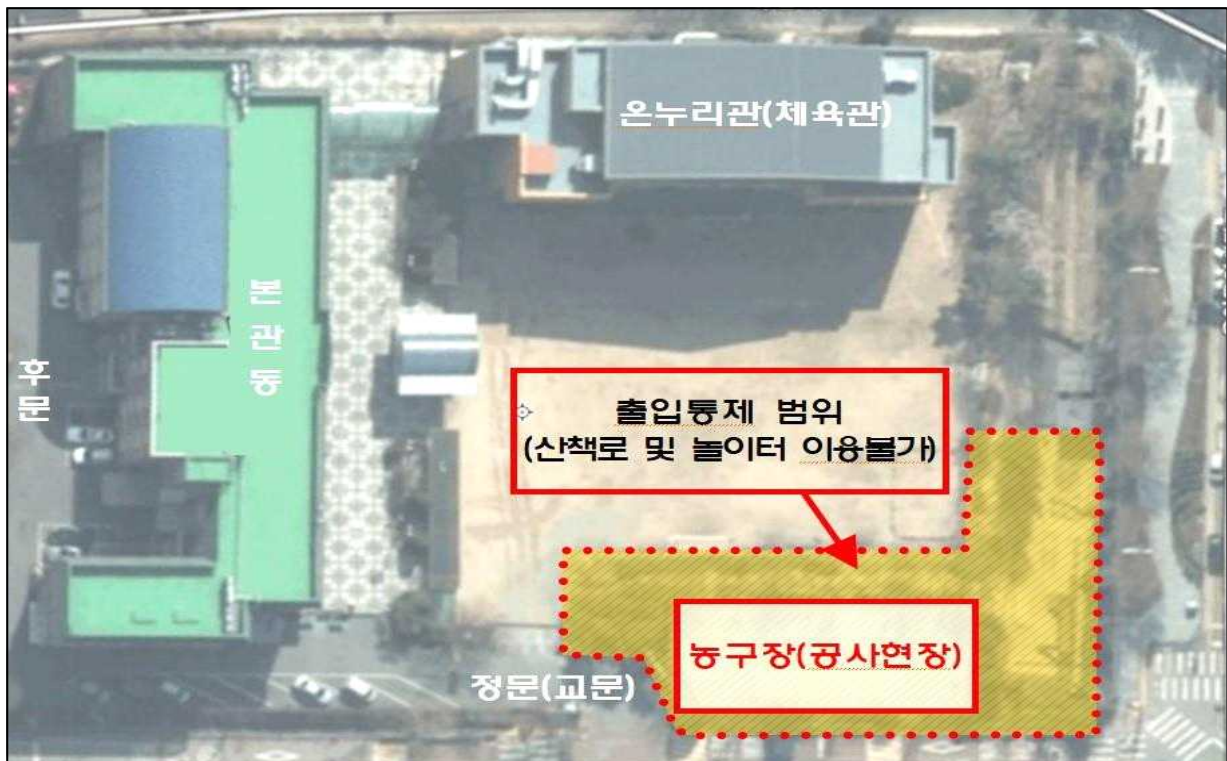 온누리관(체육관)
본
관
동
후
문
출입통제 범위
(산책로 및 놀이터 이용불가)
농구장(공사현장)
정문(교문)